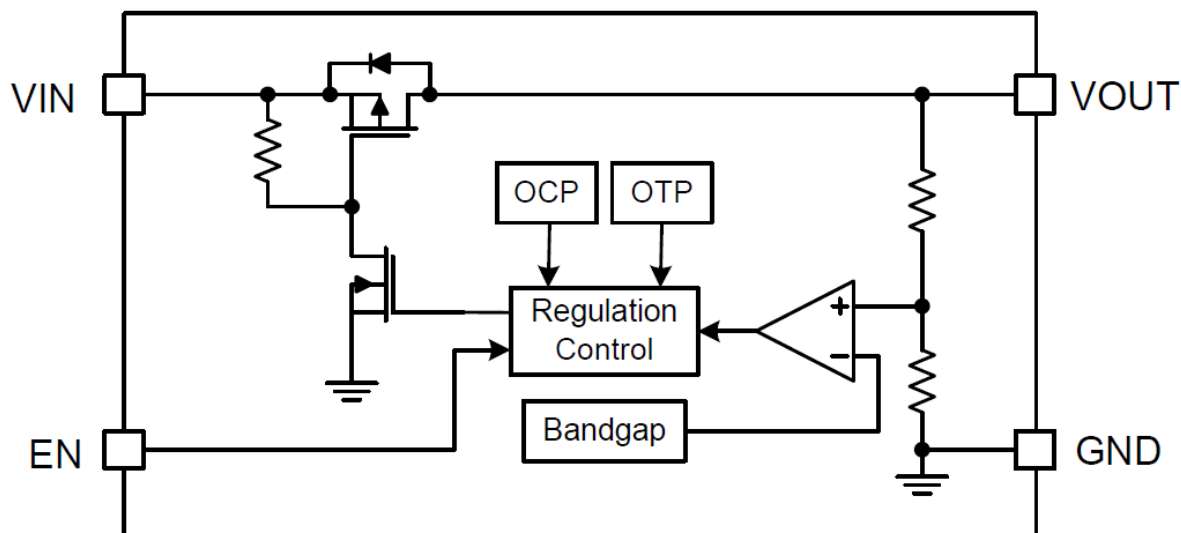 VIN
VOUT
OCP
OTP
Regulation
Control
+
−
Bandgap
EN
GND